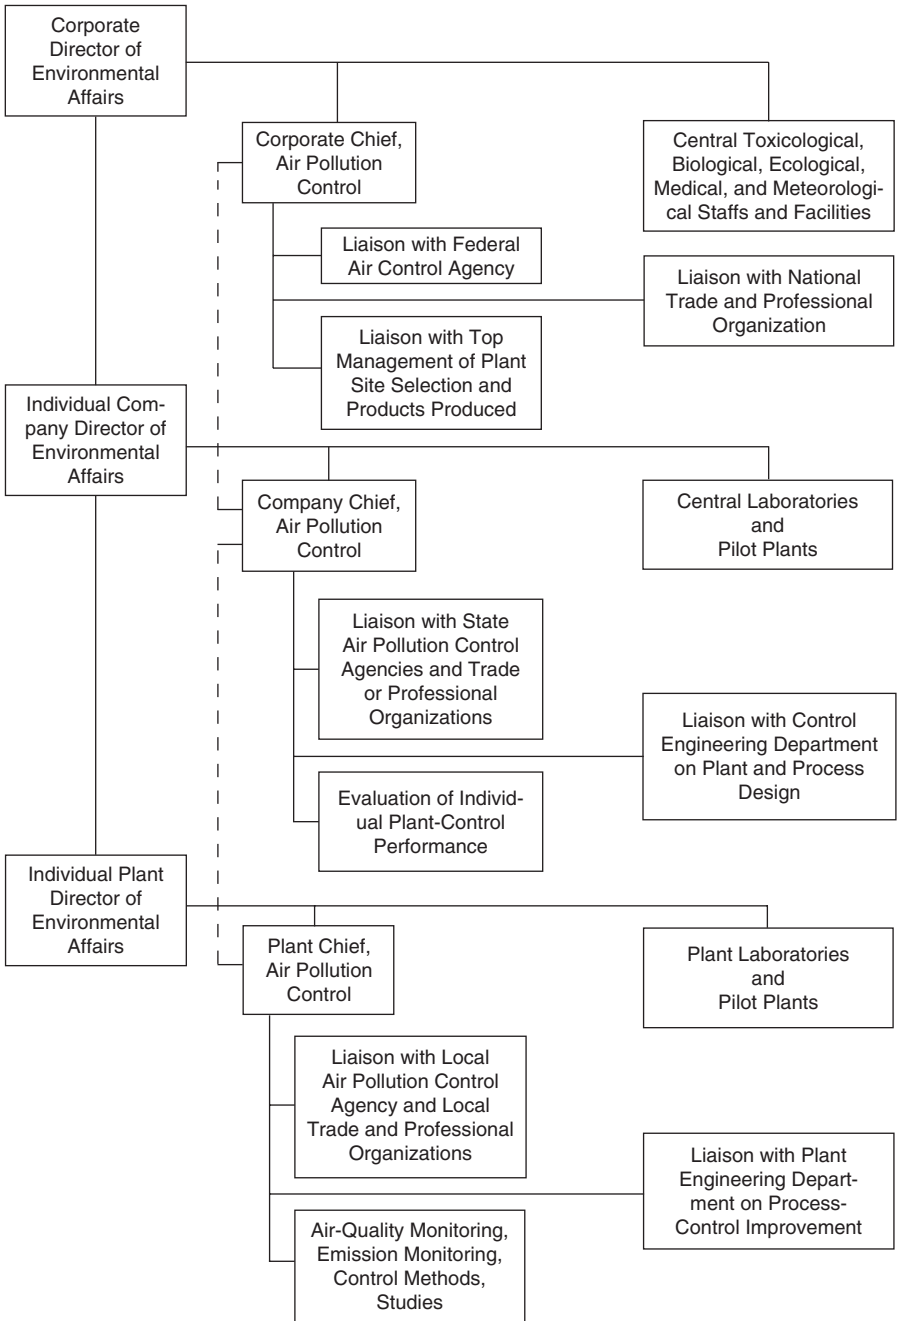 Corporate
Director of
Environmental
Affairs
Corporate Chief,
Air Pollution
Control
Central Toxicological,
Biological, Ecological,
Medical, and Meteorologi-
cal Staffs and Facilities
Liaison with Federal
Air Control Agency
Liaison with National
Trade and Professional
Organization
Liaison with Top
Management of Plant
Site Selection and
Products Produced
Individual Com-
pany Director of
Environmental
Affairs
Company Chief,
Air Pollution
Control
Central Laboratories
and
Pilot Plants
Liaison with State
Air Pollution Control
Agencies and Trade
or Professional
Organizations
Liaison with Control
Engineering Department
on Plant and Process
Design
Evaluation of Individ-
ual Plant-Control
Performance
Individual Plant
Director of
Environmental
Affairs
Plant Chief,
Air Pollution
Control
Plant Laboratories
and
Pilot Plants
Liaison with Local
Air Pollution Control
Agency and Local
Trade and Professional
Organizations
Liaison with Plant
Engineering Depart-
ment on Process-
Control Improvement
Air-Quality Monitoring,
Emission Monitoring,
Control Methods,
Studies